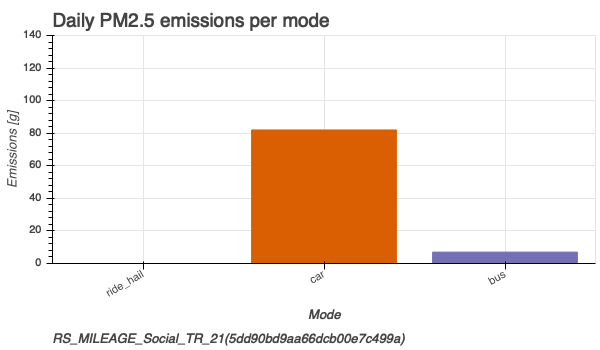 Daily PM2.5 emissions per mode
140
120
100
80
60
40
20
0
Emissions [g]
ride_hail
car
bus
Mode
RS_MILEAGE_Social_TR_21(5dd90bd9aa66dcb00e7c499a)